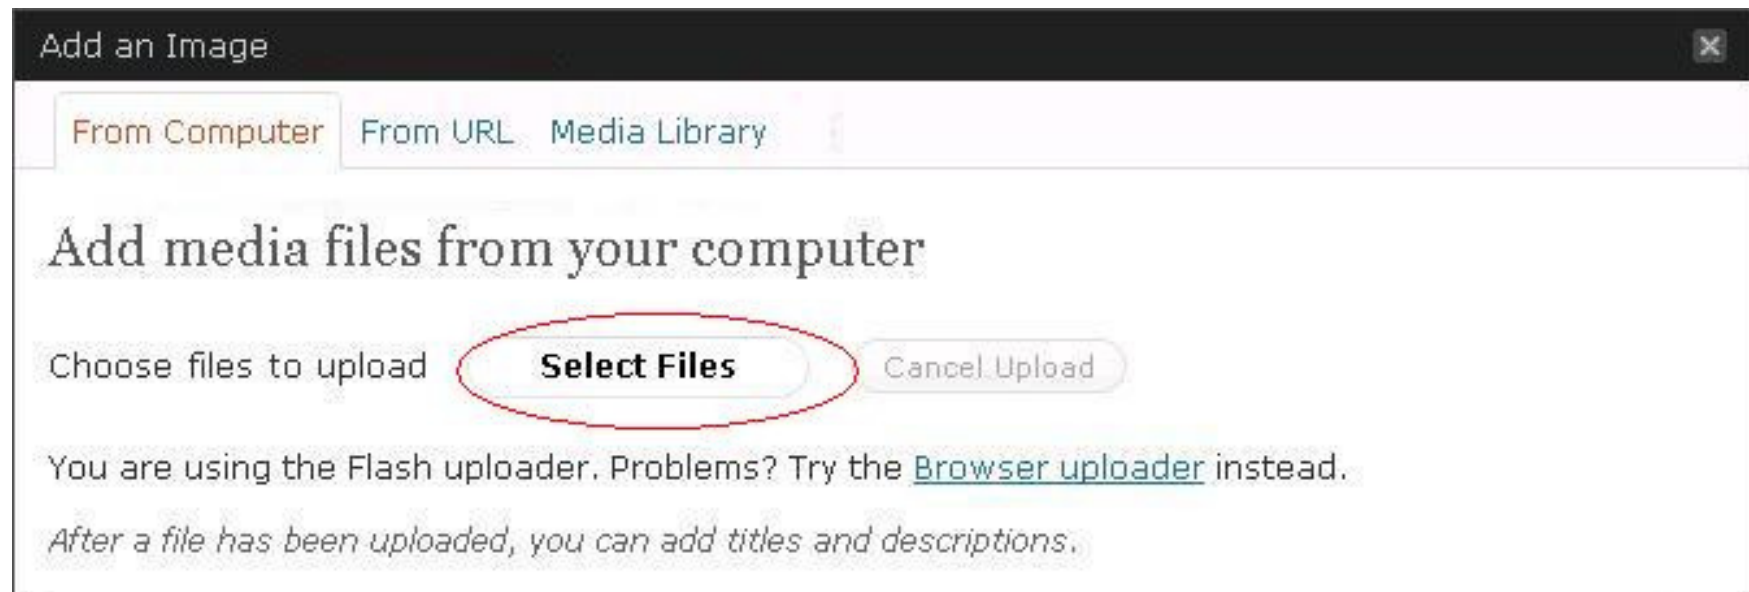 Add an Image
From Computer From URL Media Library
Add media files from your computer
Choose files to upload Select Files Cancel Upload
You are using the Flash uploader. Problems? Try the Browser uploader instead.
After a file has been uploaded, you can add titles and descriptions.